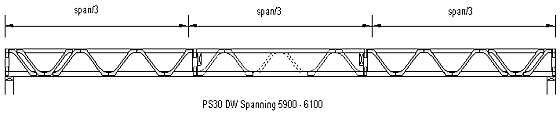 span/3 span/3 span/3
PS30 DW Spanning 5900 - 6100